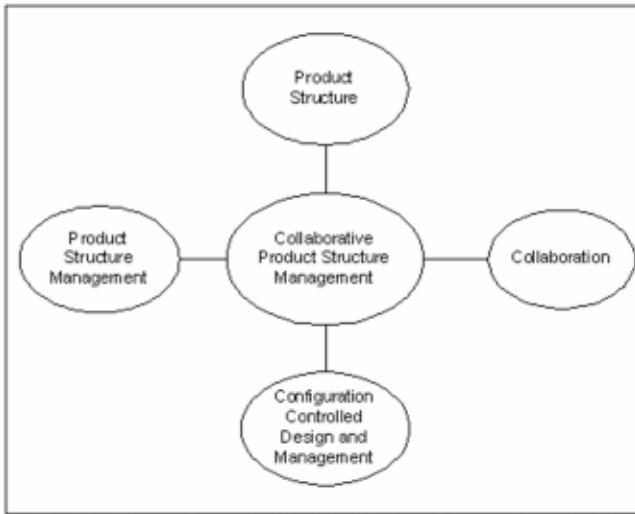 Product
Structure
Product
Structure
Management
Collaborative
Product Structure
Management
Collaboration
Configuration
Controlled
Design and
Management